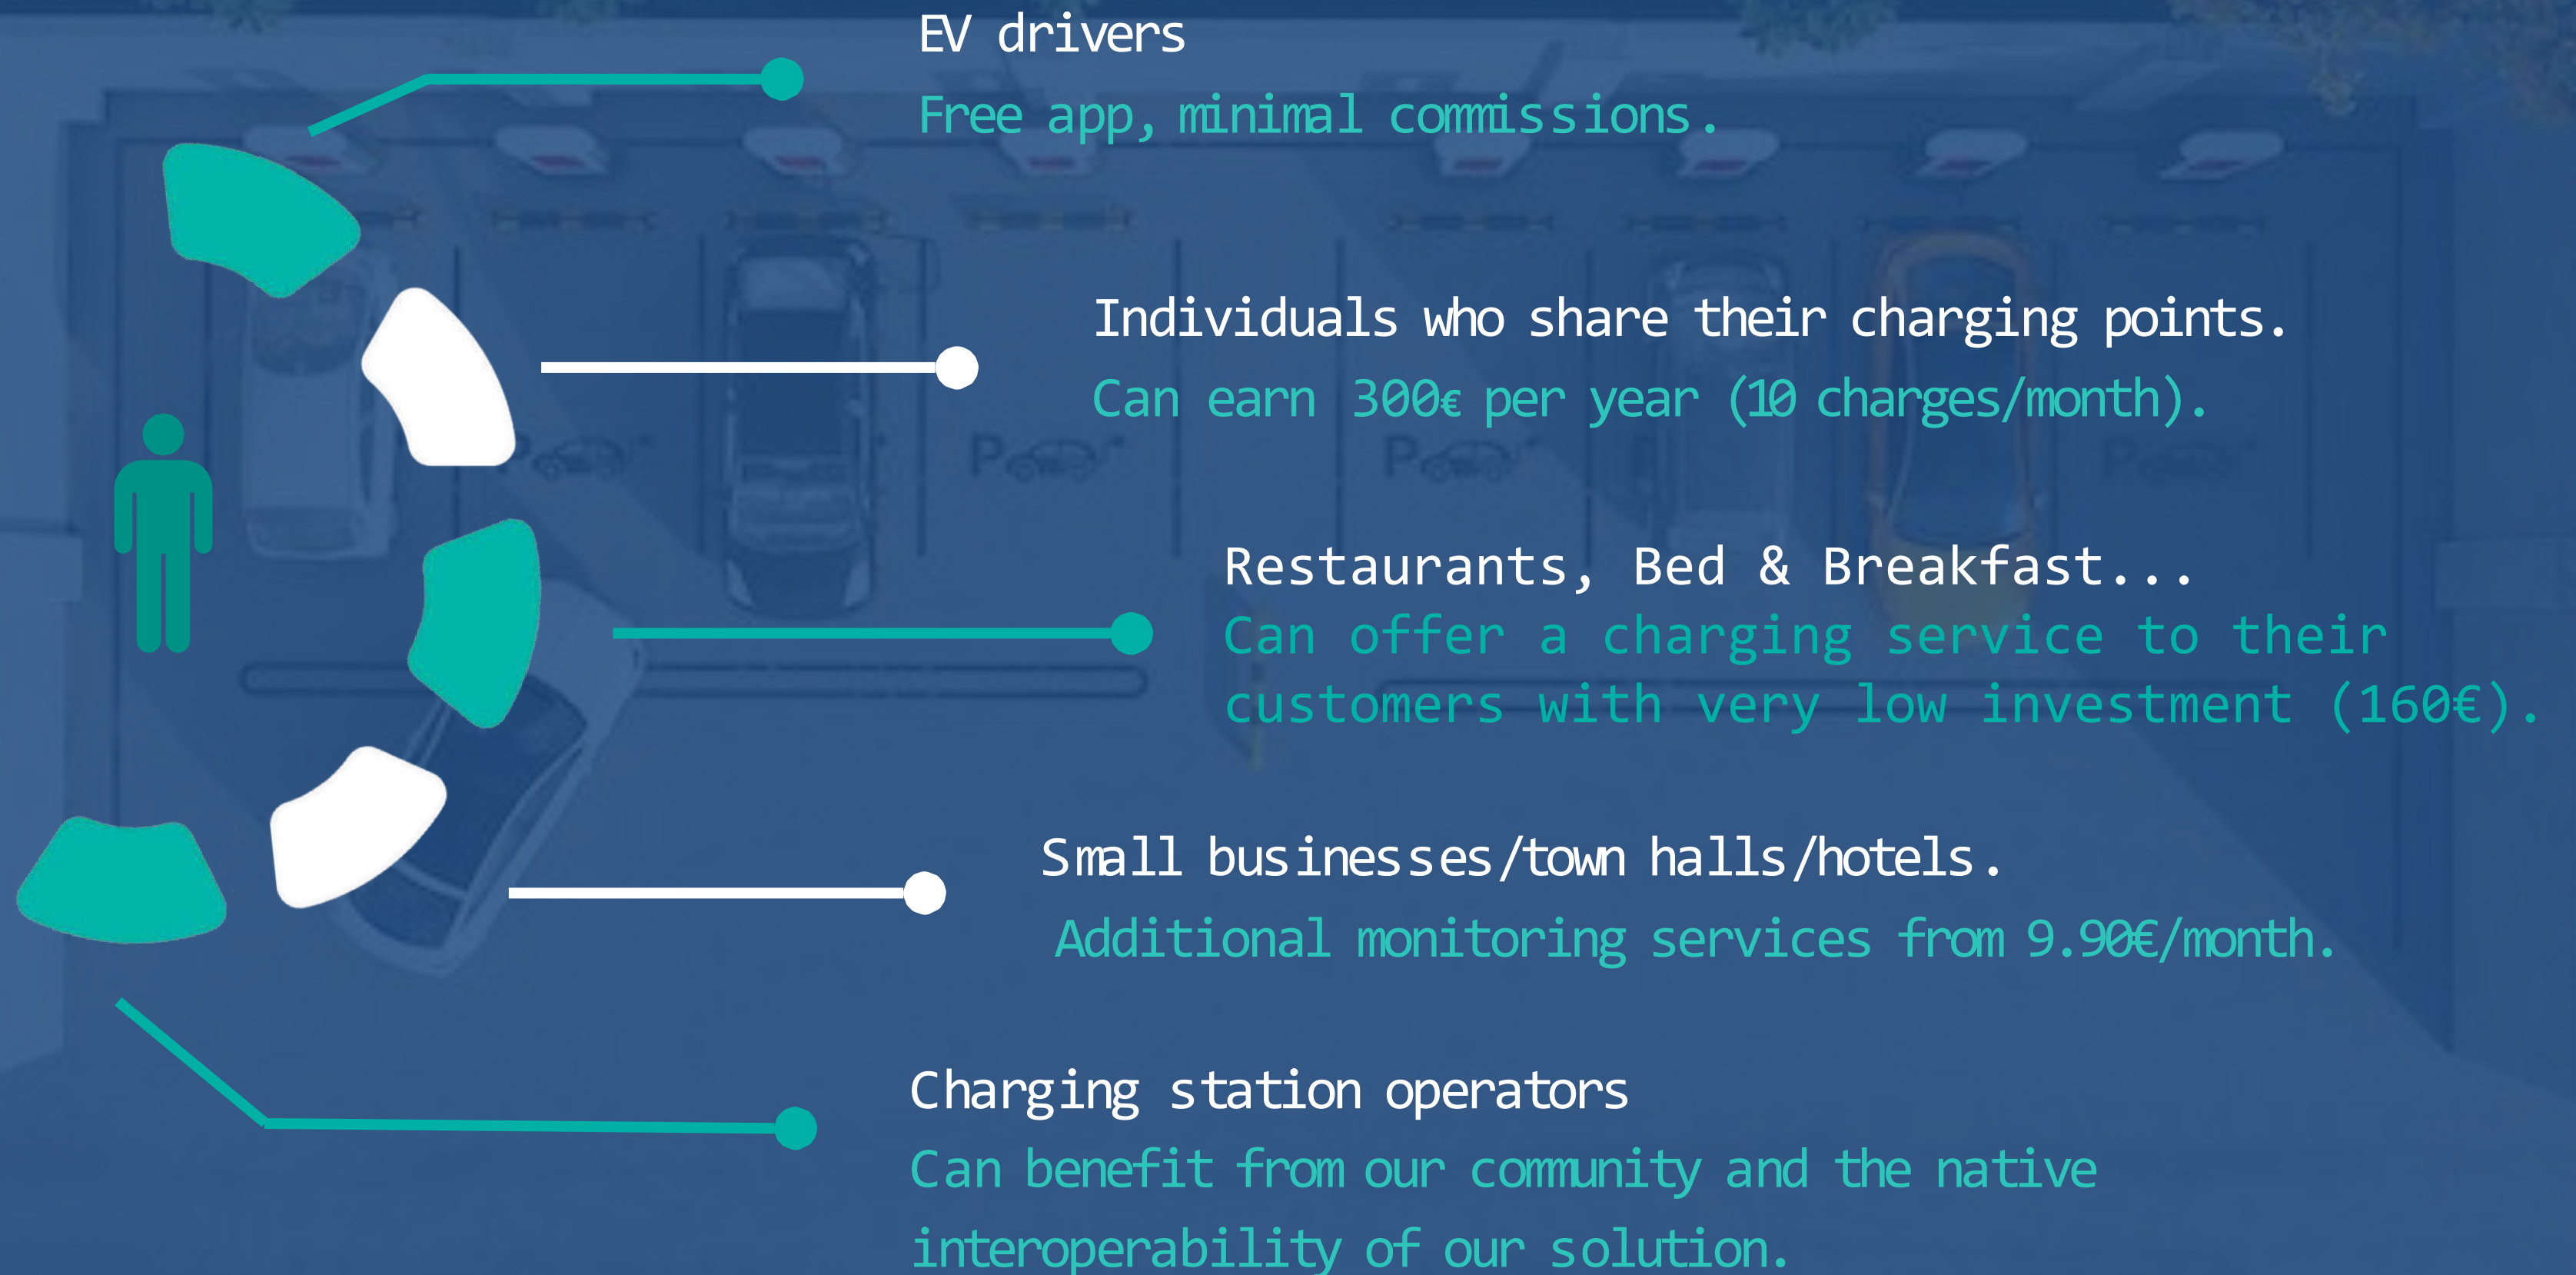 EV drivers
Free app, minimal commissions.
Individuals who share their charging points.
Can earn 300€ per year (10 charges/month).
Restaurants, Bed & Breakfast...
Can offer a charging service to their
customers with very low investment (160€).
Small businesses/town halls/hotels.
Additional monitoring services from 9.90€/month.
Charging station operators
Can benefit from our community and the native
interoperability of our solution.